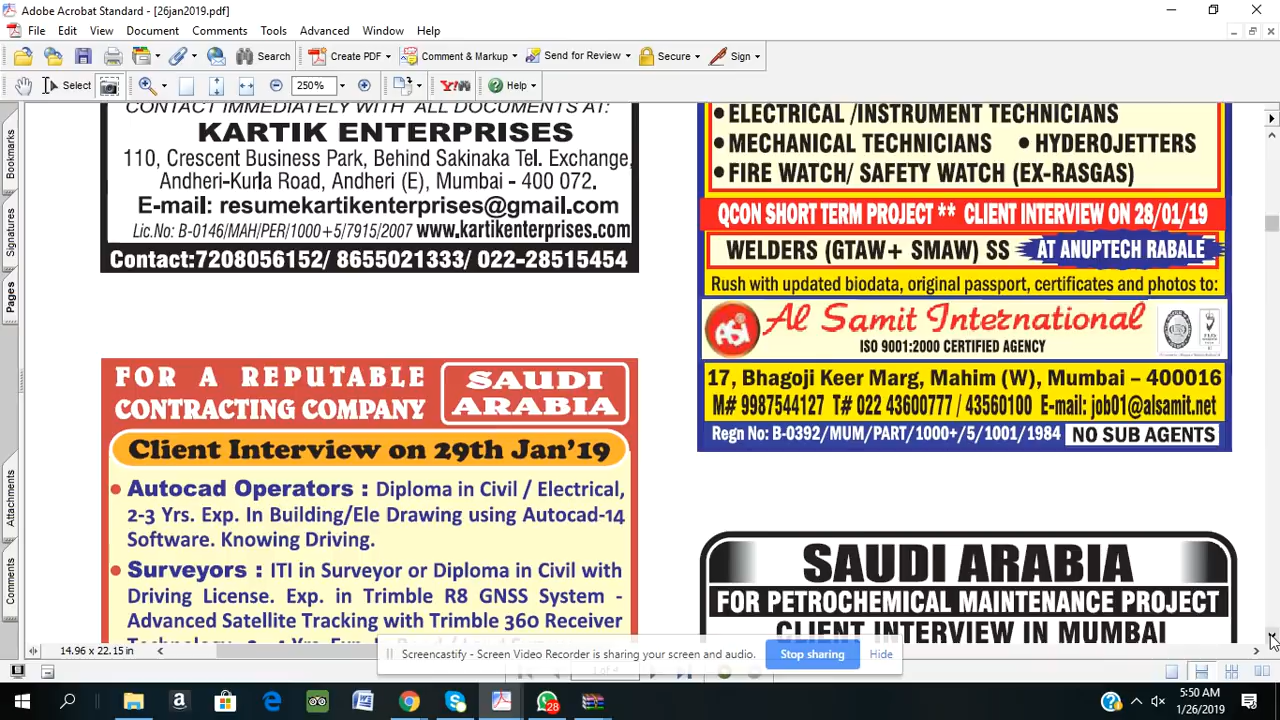 Adobe Acrobat Standard - [26jan2019.pdf]
File Edit View Document Comments Tools Advanced Window Help
Search Create PDF Comment & Markup Send for Review Secure Sign
Select 250% Y! Help
Bookmarks
Signatures
Pages
Attachments
Comments
CONTACT IMMEDIATELY WITH ALL DOCUMENTS AT:
KARTIK ENTERPRISES
110, Crescent Business Park, Behind Sakinaka Tel. Exchange,
Andheri-Kurla Road, Andheri (E), Mumbai - 400 072.
E-mail: resumekartikenterprises@gmail.com
Lic.No: B-0146/MAH/PER/1000+5/7915/2007 www.kartikenterprises.com
Contact:7208056152/ 8655021333/ 022-28515454
FOR A REPUTABLE
CONTRACTING COMPANY
SAUDI
ARABIA
Client Interview on 29th Jan'19
• Autocad Operators : Diploma in Civil / Electrical,
2-3 Yrs. Exp. In Building/Ele Drawing using Autocad-14
Software. Knowing Driving.
• Surveyors : ITI in Surveyor or Diploma in Civil with
Driving License. Exp. in Trimble R8 GNSS System -
Advanced Satellite Tracking with Trimble 360 Receiver
• ELECTRICAL /INSTRUMENT TECHNICIANS
• MECHANICAL TECHNICIANS • HYDEROJETTERS
• FIRE WATCH/ SAFETY WATCH (EX-RASGAS)
QCON SHORT TERM PROJECT ** CLIENT INTERVIEW ON 28/01/19
WELDERS (GTAW+ SMAW) SS AT ANUPTECH RABALE
Rush with updated biodata, original passport, certificates and photos to:
ASI Al Samit International
ISO 9001:2000 CERTIFIED AGENCY
17, Bhagoji Keer Marg, Mahim (W), Mumbai – 400016
M# 9987544127 T# 022 43600777 / 43560100 E-mail: job01@alsamit.net
Regn No: B-0392/MUM/PART/1000+/5/1001/1984 NO SUB AGENTS
SAUDI ARABIA
FOR PETROCHEMICAL MAINTENANCE PROJECT
CLIENT INTERVIEW IN MUMBAI
14.96 x 22.15 in
Screencastify - Screen Video Recorder is sharing your screen and audio. Stop sharing Hide
28
5:50 AM
1/26/2019